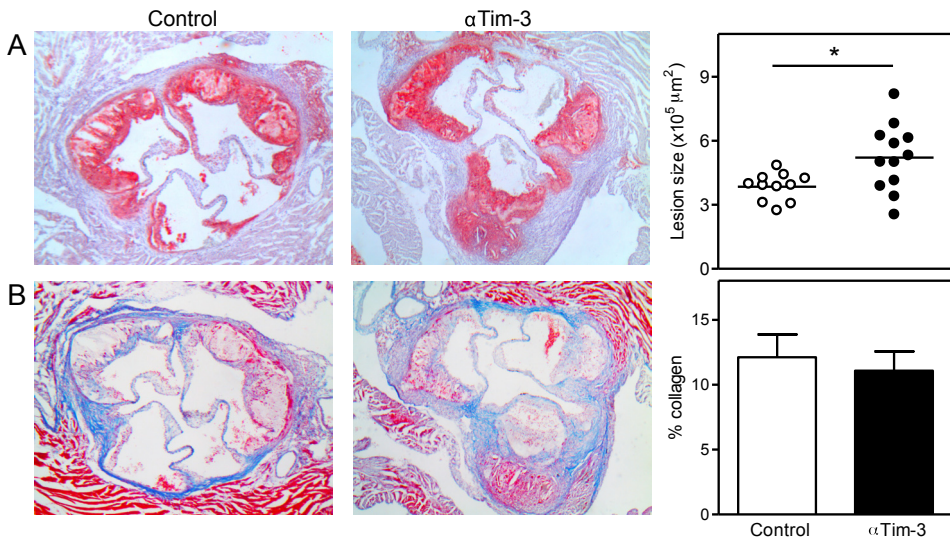 Control
αTim-3
A
Lesion size (x10⁵ μm²)
9
6
3
0
*
B
% collagen
15
10
5
0
Control
αTim-3